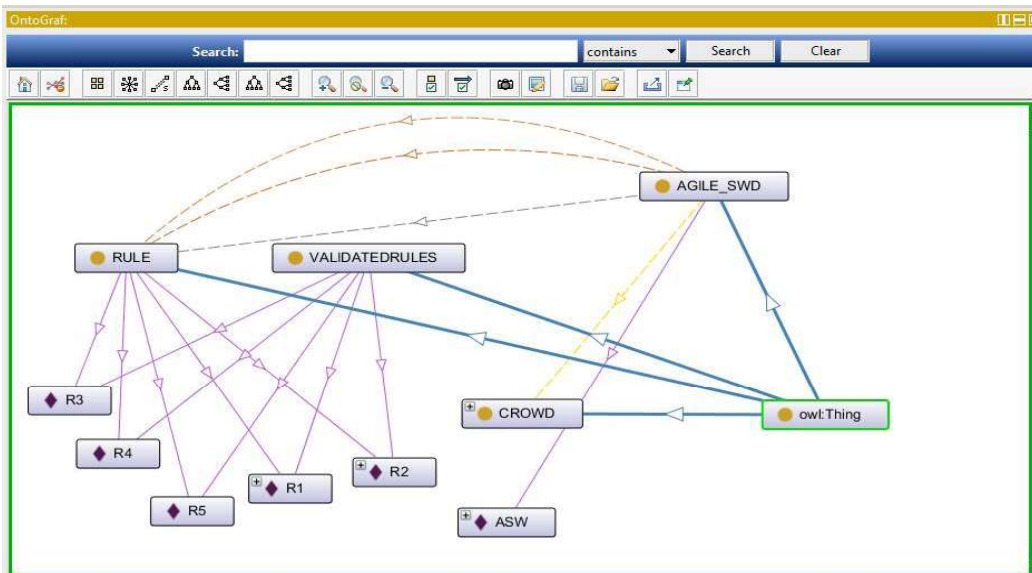 OntoGraf:
Search: contains Search Clear
AGILE_SWD
RULE
VALIDATEDRULES
R3
CROWD
owl:Thing
R4
R2
R1
R5
ASW